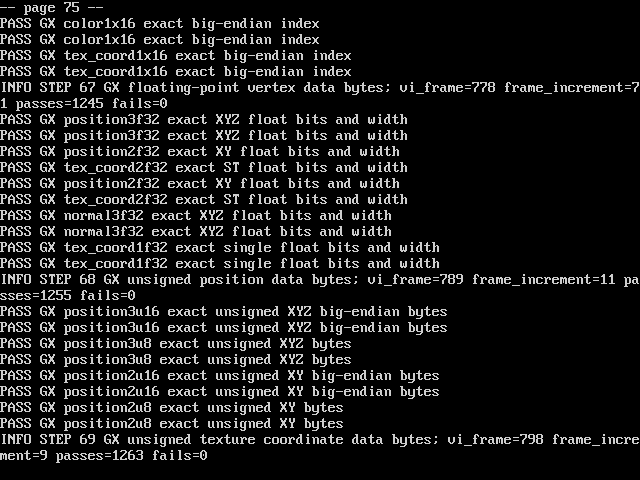 -- page 75 --
PASS GX color1x16 exact big-endian index
PASS GX color1x16 exact big-endian index
PASS GX tex_coord1x16 exact big-endian index
PASS GX tex_coord1x16 exact big-endian index
INFO STEP 67 GX floating-point vertex data bytes; vi_frame=778 frame_increment=7
1 passes=1245 fails=0
PASS GX position3f32 exact XYZ float bits and width
PASS GX position3f32 exact XYZ float bits and width
PASS GX position2f32 exact XY float bits and width
PASS GX tex_coord2f32 exact ST float bits and width
PASS GX position2f32 exact XY float bits and width
PASS GX tex_coord2f32 exact ST float bits and width
PASS GX normal3f32 exact XYZ float bits and width
PASS GX normal3f32 exact XYZ float bits and width
PASS GX tex_coord1f32 exact single float bits and width
PASS GX tex_coord1f32 exact single float bits and width
INFO STEP 68 GX unsigned position data bytes; vi_frame=789 frame_increment=11 pa
sses=1255 fails=0
PASS GX position3u16 exact unsigned XYZ big-endian bytes
PASS GX position3u16 exact unsigned XYZ big-endian bytes
PASS GX position3u8 exact unsigned XYZ bytes
PASS GX position3u8 exact unsigned XYZ bytes
PASS GX position2u16 exact unsigned XY big-endian bytes
PASS GX position2u16 exact unsigned XY big-endian bytes
PASS GX position2u8 exact unsigned XY bytes
PASS GX position2u8 exact unsigned XY bytes
INFO STEP 69 GX unsigned texture coordinate data bytes; vi_frame=798 frame_incre
ment=9 passes=1263 fails=0